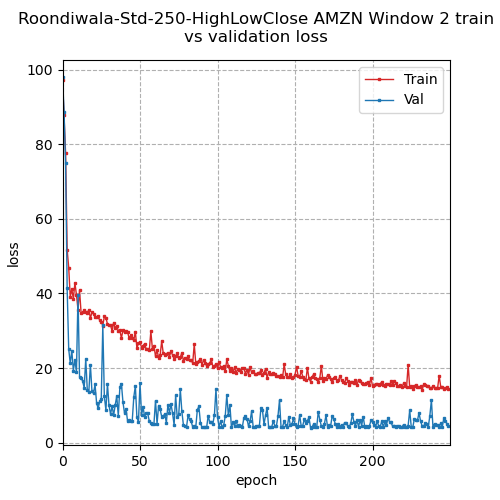 Roondiwala-Std-250-HighLowClose AMZN Window 2 train
vs validation loss
Train
Val
100
80
60
40
20
0
loss
0
50
100
150
200
epoch